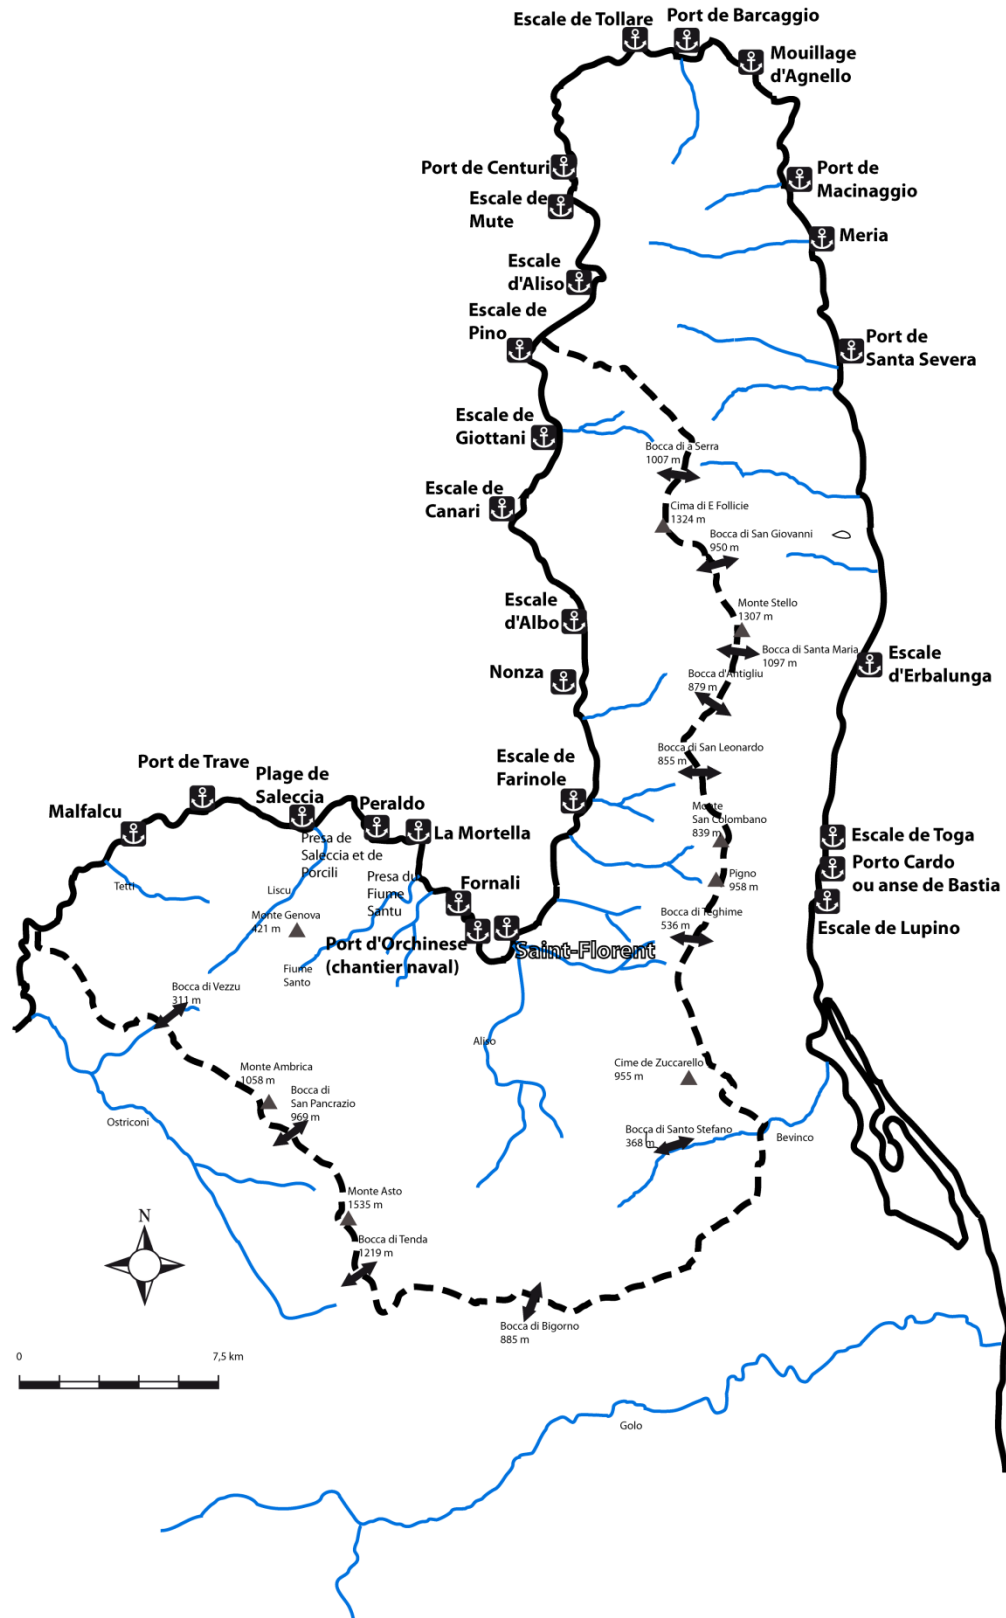 Escale de Tollare
Port de Barcaggio
Mouillage
d'Agnello
Port de Centuri
Port de
Macinaggio
Escale de
Mute
Meria
Escale
d'Aliso
Escale de
Pino
Port de
Santa Severa
Escale de
Giottani
Bocca di a Serra
1007 m
Escale de
Canari
Cima di E Follicie
1324 m
Bocca di San Giovanni
950 m
Escale
d'Albo
Monte Stello
1307 m
Bocca di Santa Maria
1097 m
Escale
d'Erbalunga
Nonza
Bocca d'Antigliu
879 m
Bocca di San Leonardo
855 m
Escale de
Farinole
Port de Trave
Plage de
Saleccia
Peraldo
Malfalcu
La Mortella
Monte
San Colombano
839 m
Escale de Toga
Presa de
Saleccia et de
Porcili
Porto Cardo
ou anse de Bastia
Presa du
Fiume
Santu
Fornali
Pigno
958 m
Tetti
Liscu
Escale de Lupino
Monte Genova
421 m
Bocca di Teghime
536 m
Port d'Orchinese
(chantier naval)
Saint-Florent
Fiume
Santo
Bocca di Vezzu
311 m
Aliso
Cime de Zuccarello
955 m
Monte Ambrica
1058 m
Bocca di
San Pancrazio
969 m
Ostriconi
Bocca di Santo Stefano
368 m
Bevinco
Monte Asto
1535 m
N
Bocca di Tenda
1219 m
Bocca di Bigorno
885 m
0 7,5 km
Golo